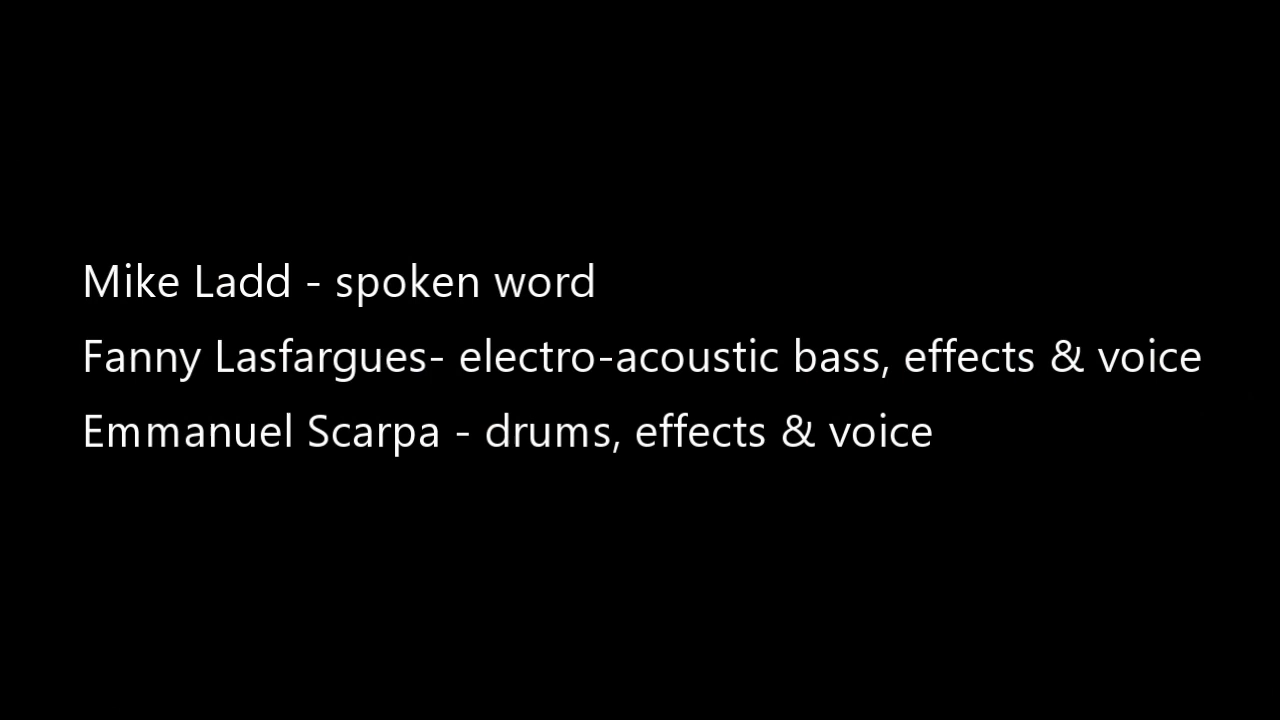 Mike Ladd - spoken word
Fanny Lasfargues- electro-acoustic bass, effects & voice
Emmanuel Scarpa - drums, effects & voice